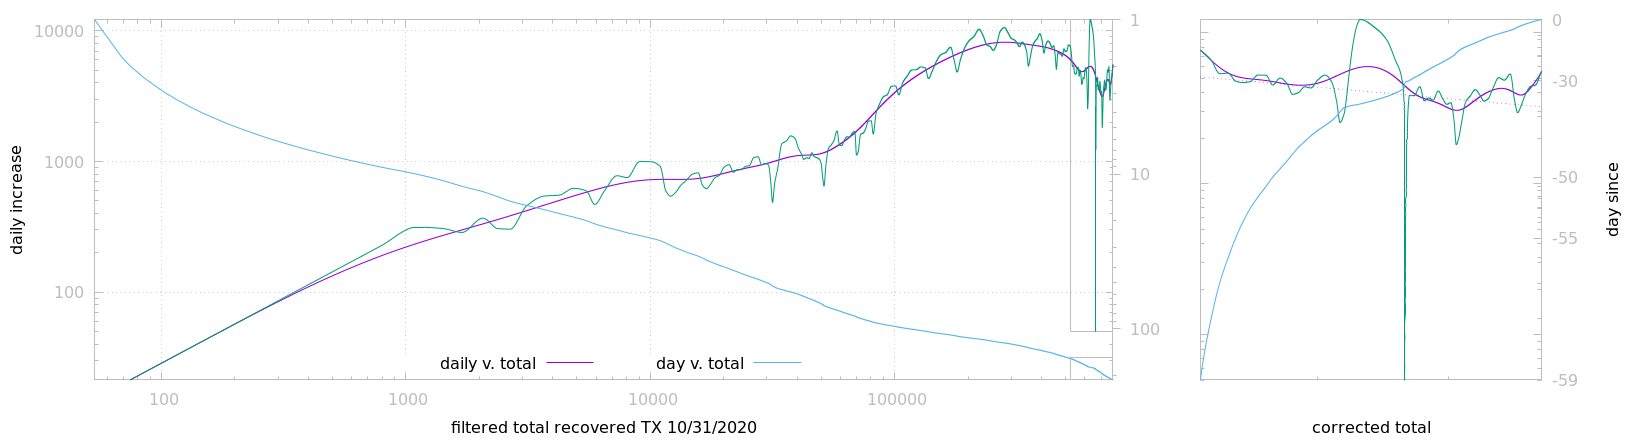 10000
1000
100
daily increase
100
1000
10000
100000
filtered total recovered TX 10/31/2020
daily v. total
day v. total
1
10
100
0
-30
-50
-55
-59
day since
corrected total